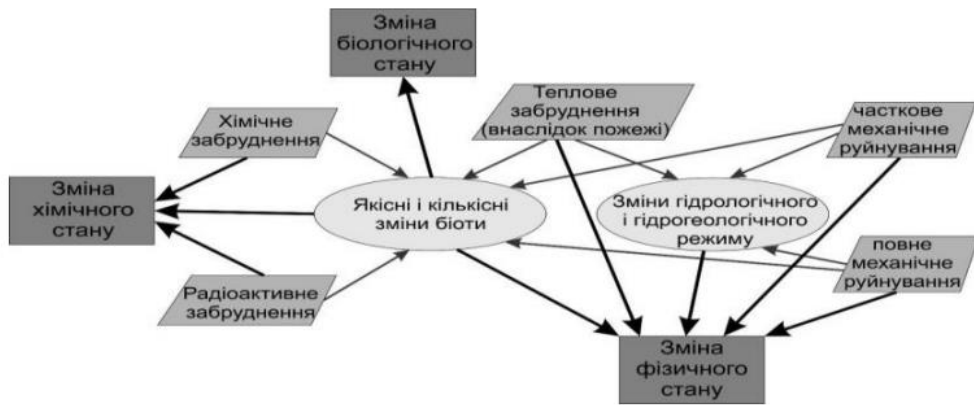 Зміна
біологічного
стану
Хімічне
забруднення
Теплове
забруднення
(внаслідок пожежі)
часткове
механічне
руйнування
Зміна
хімічного
стану
Якісні і кількісні
зміни біоти
Зміни гідрологічного
і гідрогеологічного
режиму
повне
механічне
руйнування
Радіоактивне
забруднення
Зміна
фізичного
стану